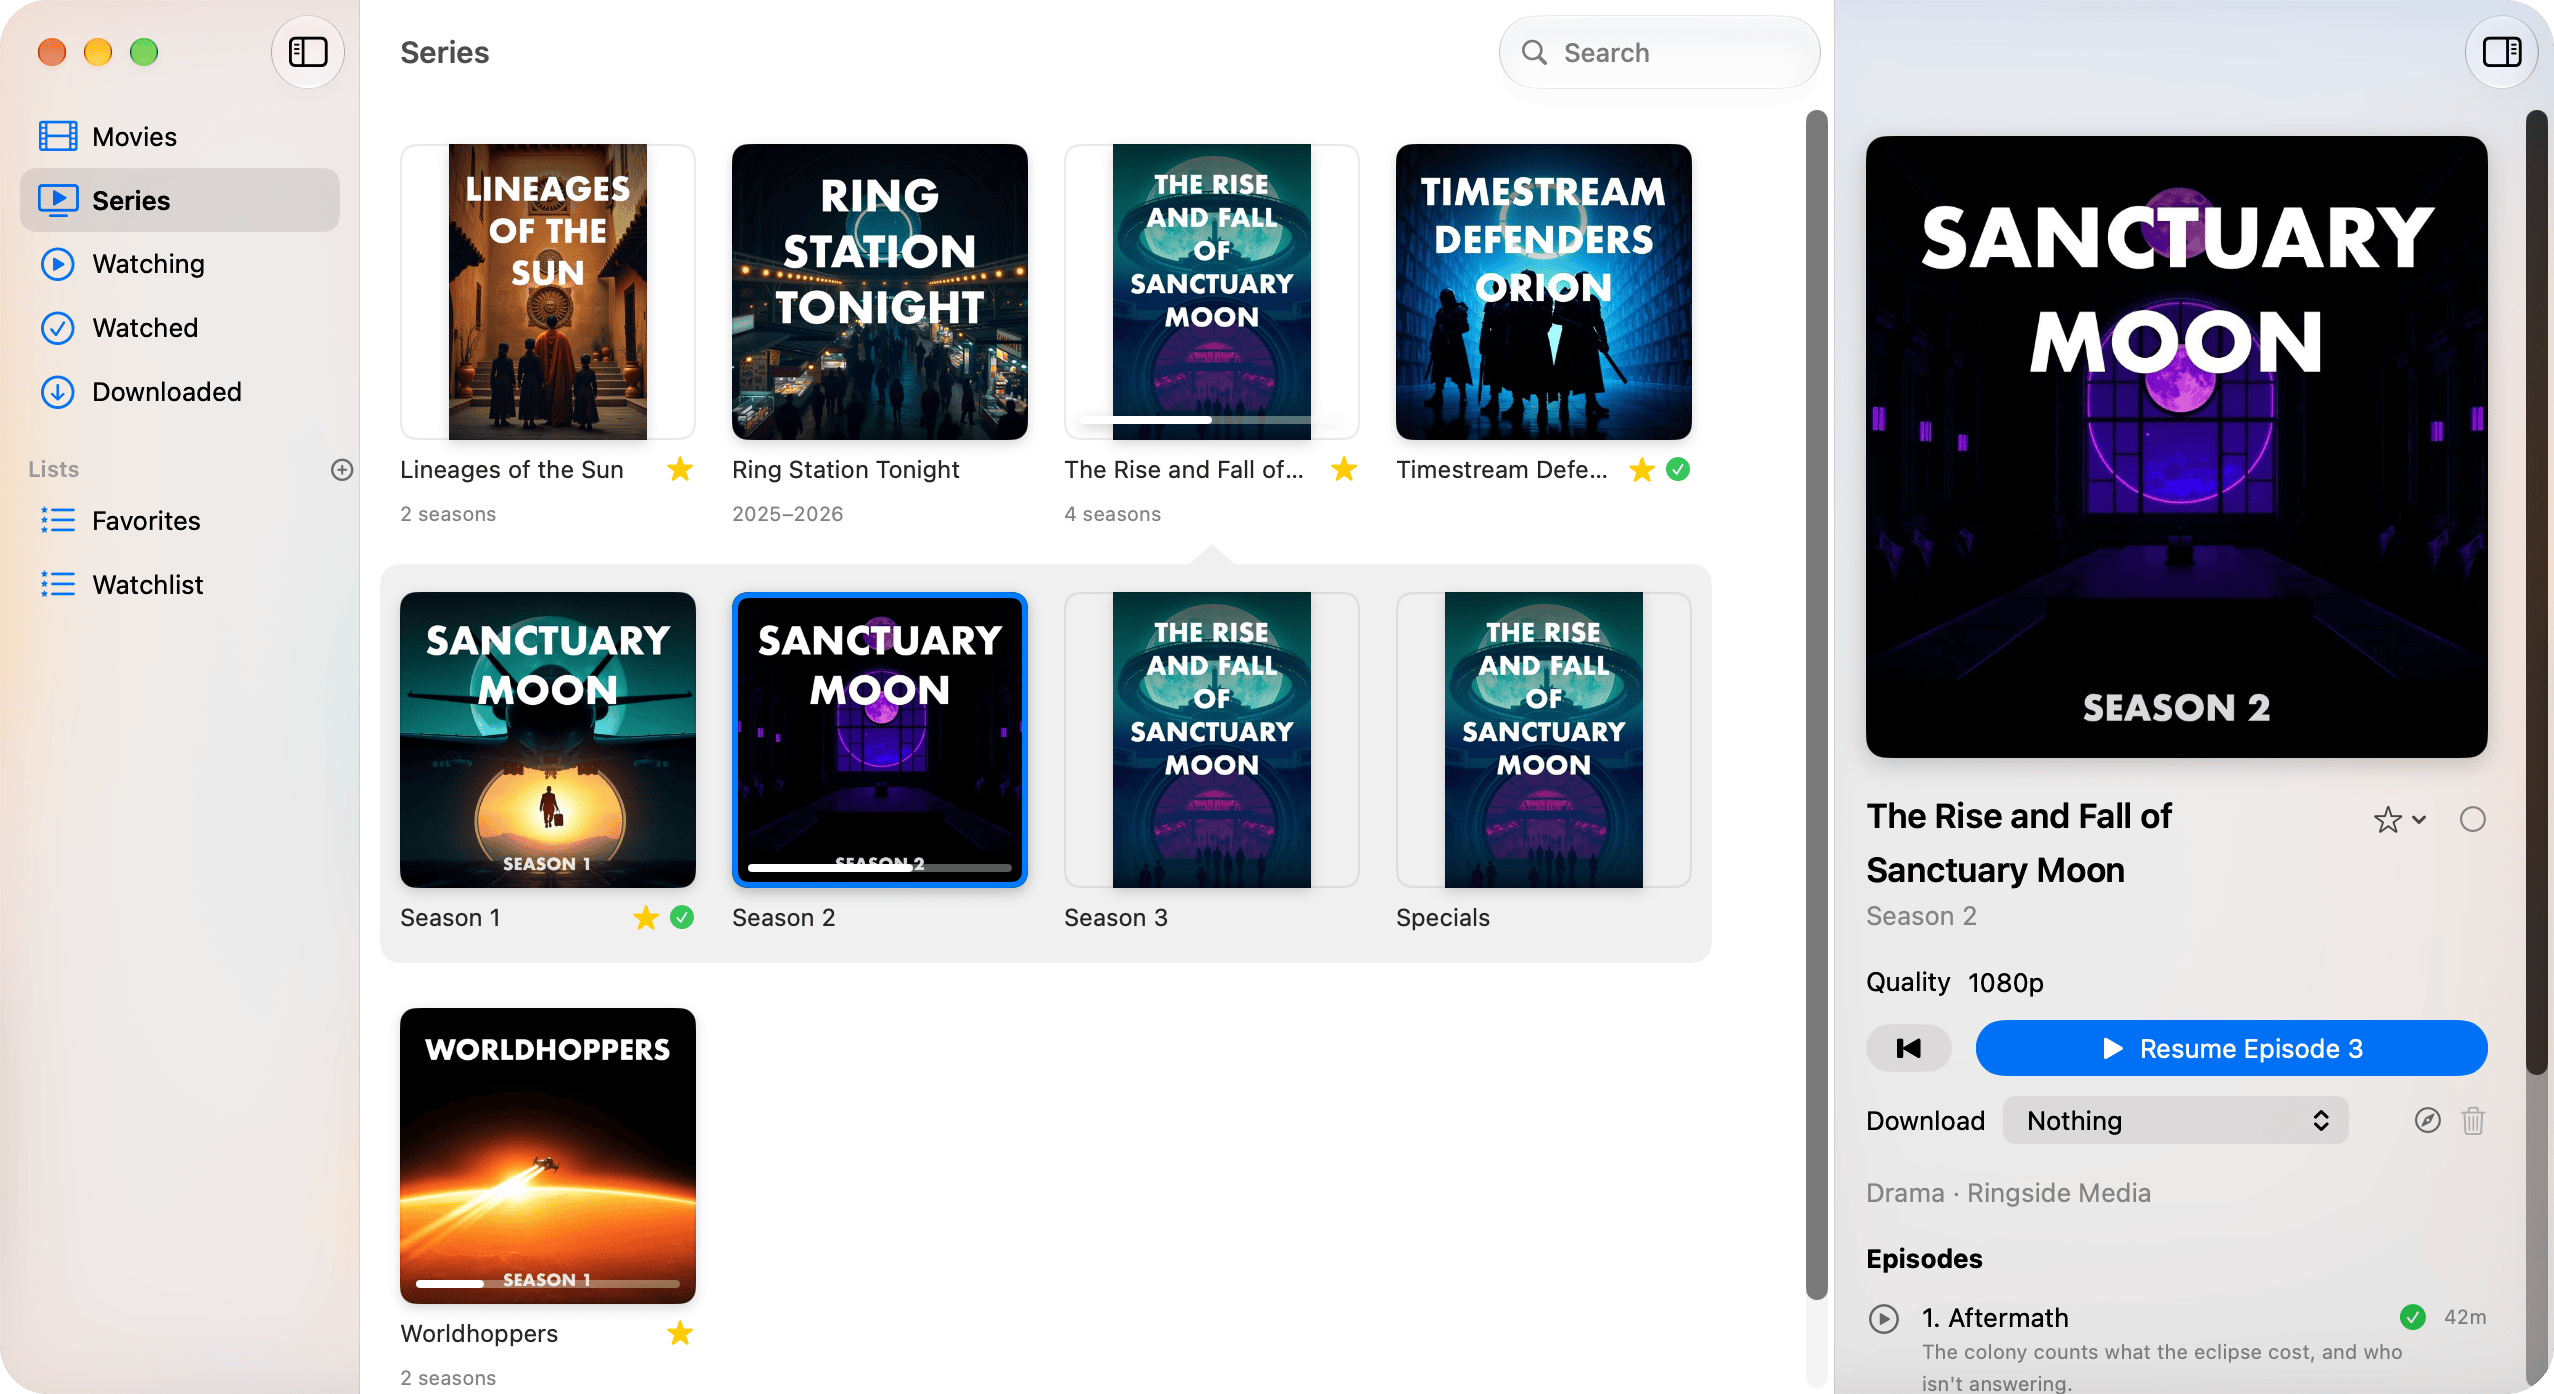 Movies
Series
Watching
Watched
Downloaded
Lists
Favorites
Watchlist
Series
Search
LINEAGES
OF THE
SUN
Lineages of the Sun
2 seasons
RING
STATION
TONIGHT
Ring Station Tonight
2025–2026
THE RISE
AND FALL
OF
SANCTUARY
MOON
The Rise and Fall of...
4 seasons
TIMESTREAM
DEFENDERS
ORION
Timestream Defe...
SANCTUARY
MOON
SEASON 1
Season 1
SANCTUARY
MOON
SEASON 2
Season 2
THE RISE
AND FALL
OF
SANCTUARY
MOON
Season 3
THE RISE
AND FALL
OF
SANCTUARY
MOON
Specials
WORLDHOPPERS
SEASON 1
Worldhoppers
2 seasons
SANCTUARY
MOON
SEASON 2
The Rise and Fall of
Sanctuary Moon
Season 2
Quality 1080p
Resume Episode 3
Download Nothing
Drama · Ringside Media
Episodes
1. Aftermath 42m
The colony counts what the eclipse cost, and who
isn't answering.